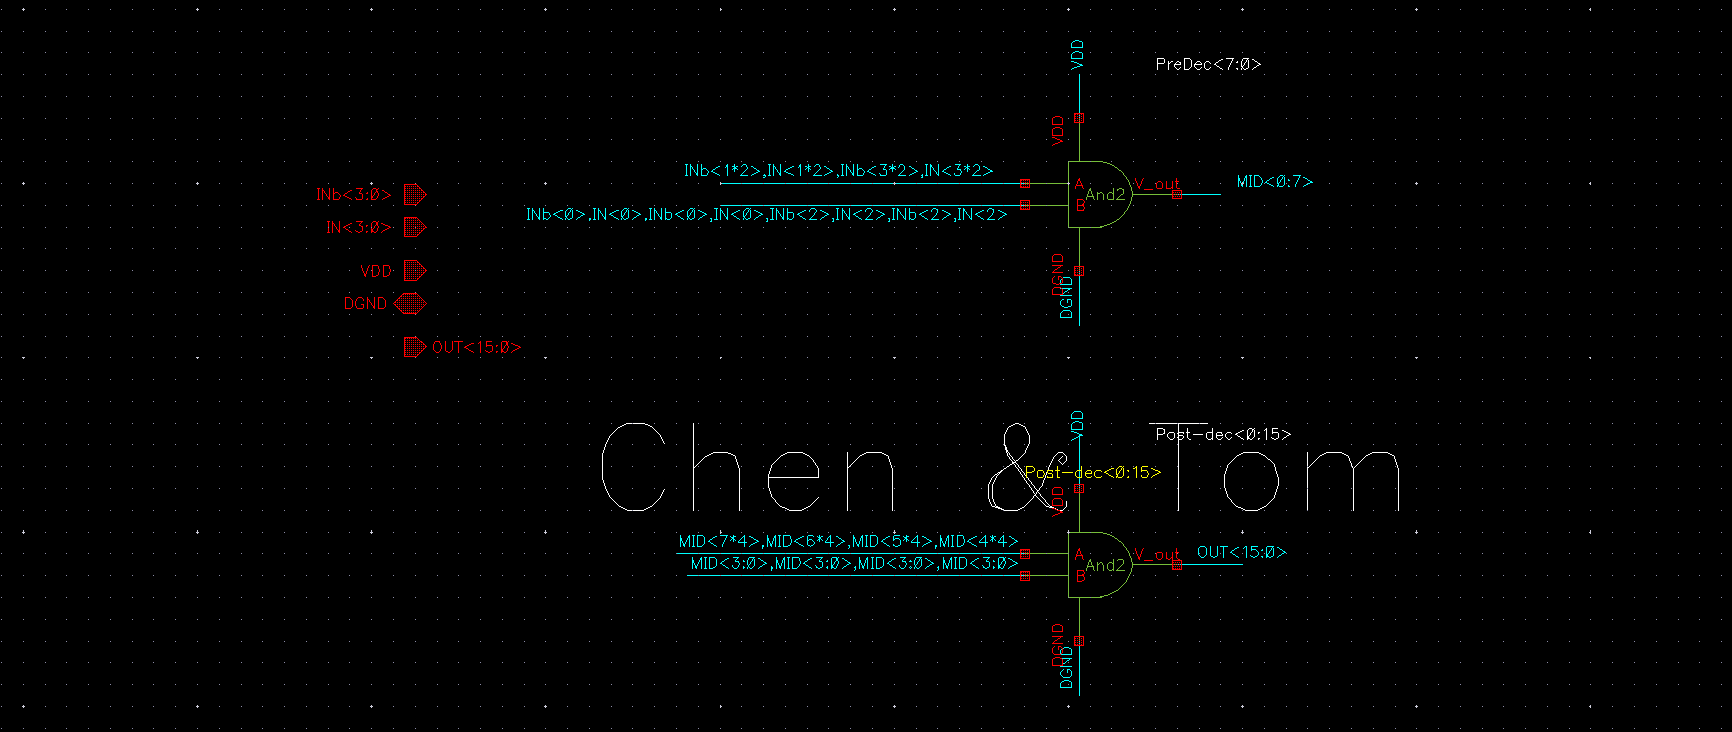 VDD
PreDec<7:0>
VDD
INb<1*2>,IN<1*2>,INb<3*2>,IN<3*2>
A
And2
B
V_out
MID<0:7>
INb<0>,IN<0>,INb<0>,IN<0>,INb<2>,IN<2>,INb<2>,IN<2>
DGND
DGND
INb<3:0>
IN<3:0>
VDD
DGND
OUT<15:0>
Chen & Tom
VDD
Post-dec<0:15>
Post-dec<0:15>
VDD
MID<7*4>,MID<6*4>,MID<5*4>,MID<4*4>
MID<3:0>,MID<3:0>,MID<3:0>,MID<3:0>
A
And2
B
V_out
OUT<15:0>
DGND
DGND